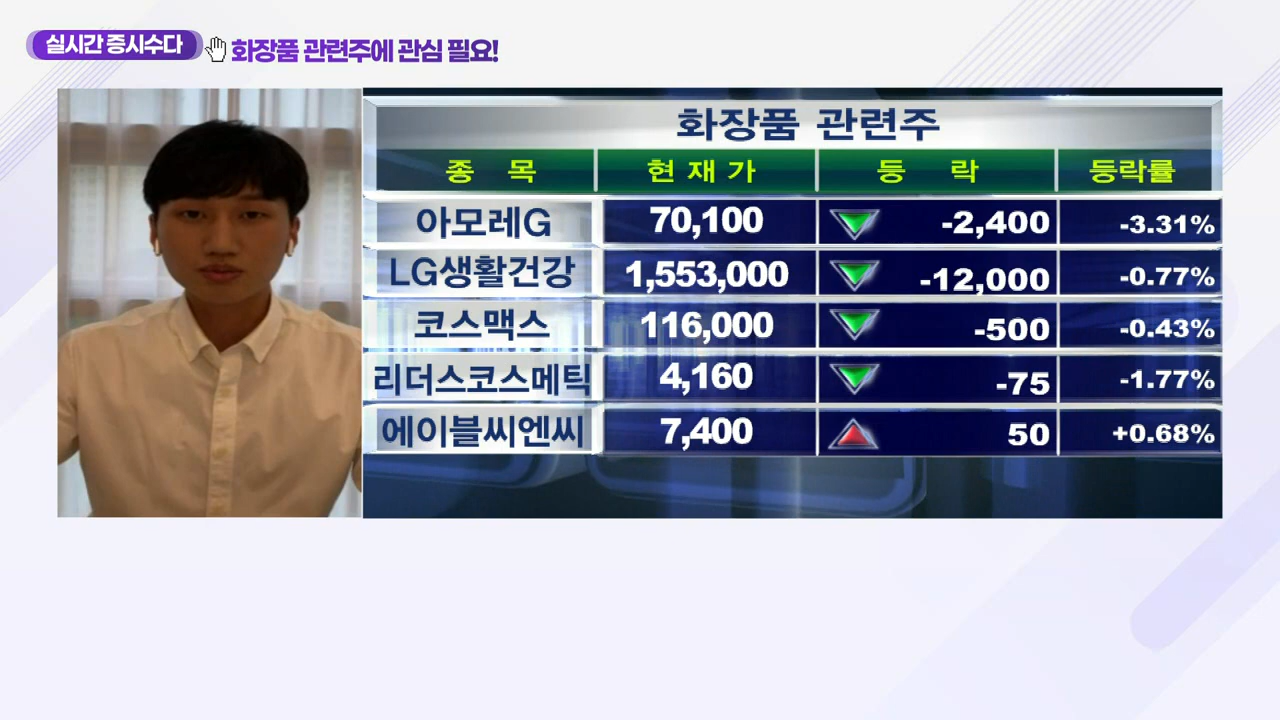 실시간 증시수다 화장품 관련주에 관심 필요!
화장품 관련주
종 목 현 재 가 등 락 등락률
아모레G 70,100 -2,400 -3.31%
LG생활건강 1,553,000 -12,000 -0.77%
코스맥스 116,000 -500 -0.43%
리더스코스메틱 4,160 -75 -1.77%
에이블씨엔씨 7,400 50 +0.68%